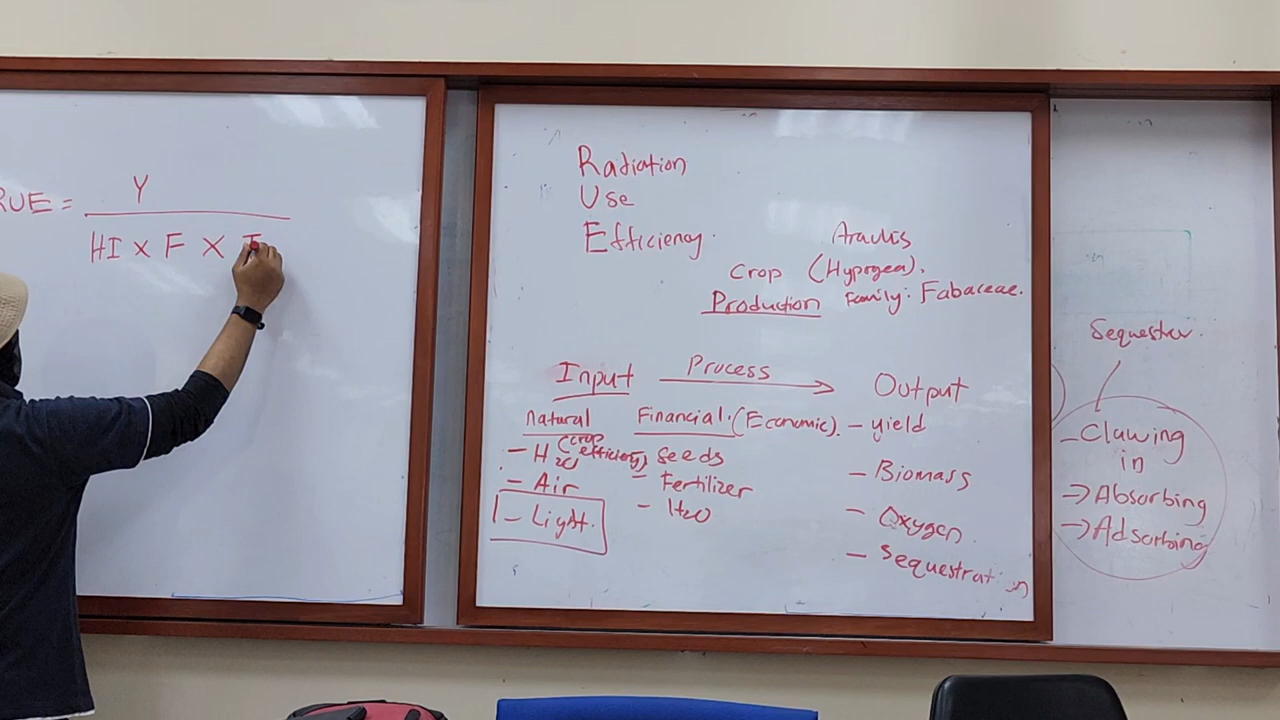 RUE = Y
HI x F x I
Radiation
Use
Efficiency.
Arachis
Crop (Hypogea).
Production Family: Fabaceae.
Input Process Output
Natural Financial. (Economic).
- H2O (crop efficiency)
- Air
- Light.
Seeds
- Fertilizer
- H2O
- yield
- Biomass
- Oxygen.
- Sequestration
Sequester.
- Clawing
in
→ Absorbing
→ Adsorbing